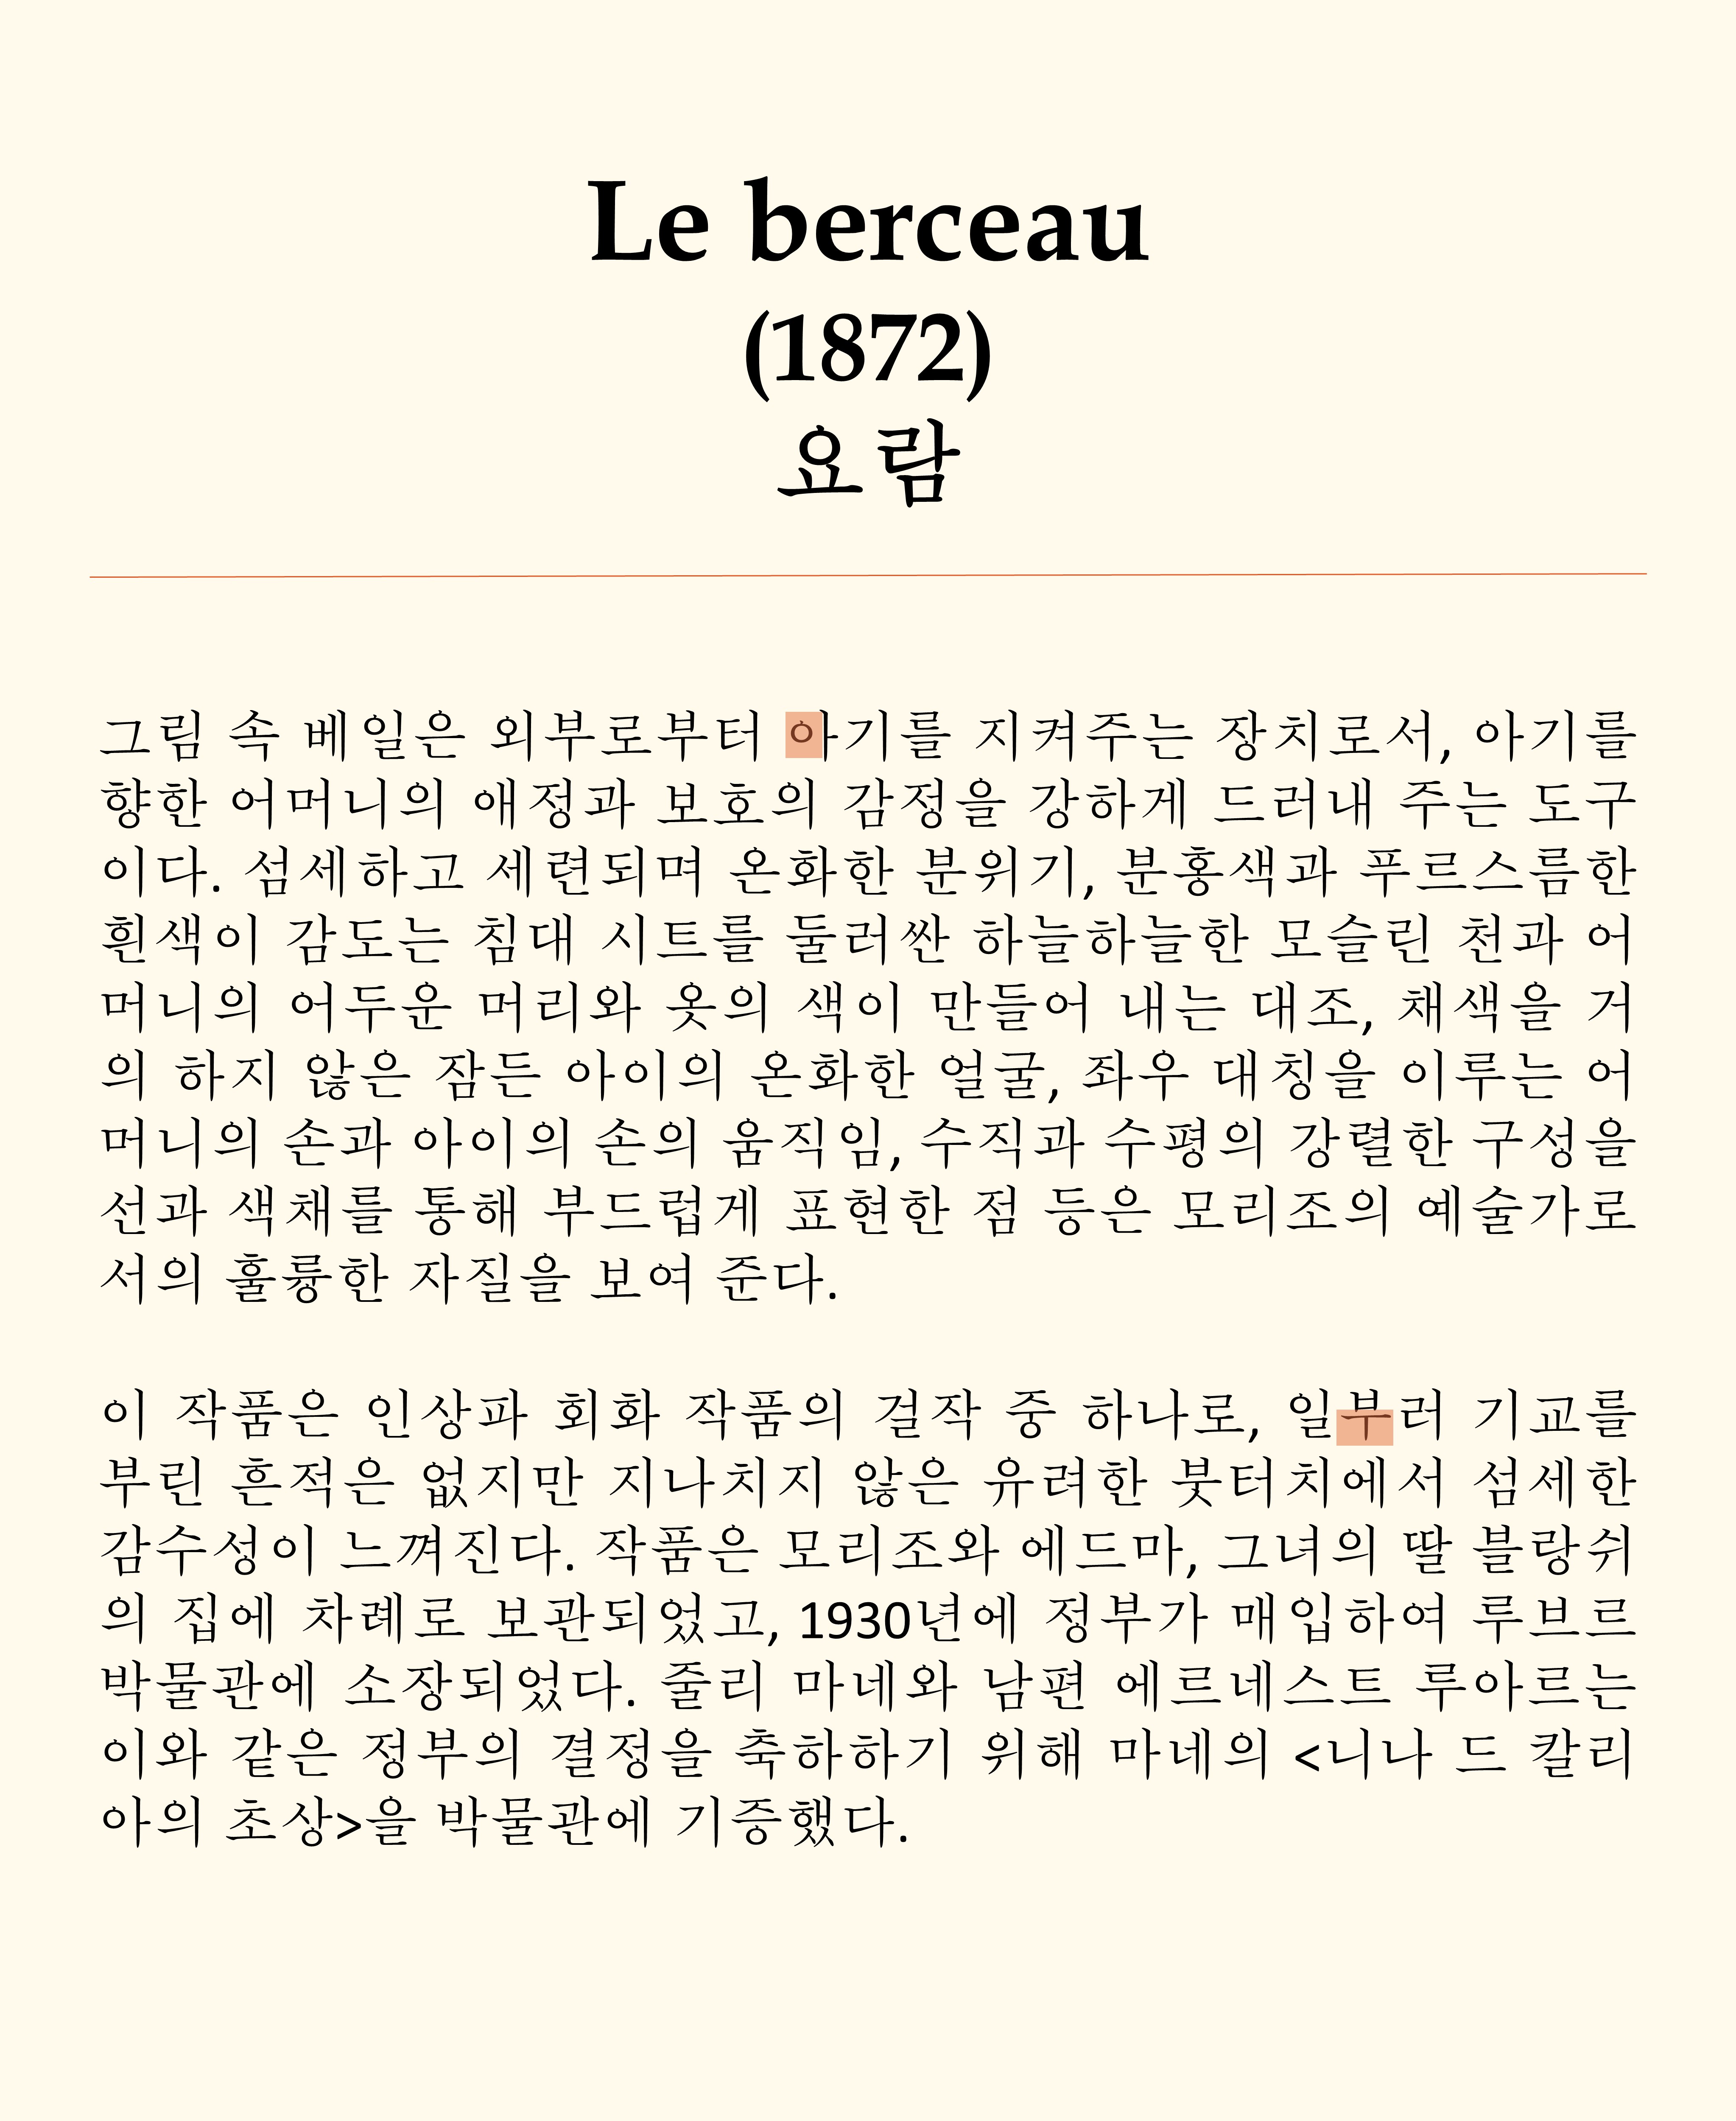 Le berceau
(1872)
요람
그림 속 베일은 외부로부터 아기를 지켜주는 장치로서, 아기를
향한 어머니의 애정과 보호의 감정을 강하게 드러내 주는 도구
이다. 섬세하고 세련되며 온화한 분위기, 분홍색과 푸르스름한
흰색이 감도는 침대 시트를 둘러싼 하늘하늘한 모슬린 천과 어
머니의 어두운 머리와 옷의 색이 만들어 내는 대조, 채색을 거
의 하지 않은 잠든 아이의 온화한 얼굴, 좌우 대칭을 이루는 어
머니의 손과 아이의 손의 움직임, 수직과 수평의 강렬한 구성을
선과 색채를 통해 부드럽게 표현한 점 등은 모리조의 예술가로
서의 훌륭한 자질을 보여 준다.
이 작품은 인상파 회화 작품의 걸작 중 하나로, 일부러 기교를
부린 흔적은 없지만 지나치지 않은 유려한 붓터치에서 섬세한
감수성이 느껴진다. 작품은 모리조와 에드마, 그녀의 딸 블랑쉬
의 집에 차례로 보관되었고, 1930년에 정부가 매입하여 루브르
박물관에 소장되었다. 줄리 마네와 남편 에르네스트 루아르는
이와 같은 정부의 결정을 축하하기 위해 마네의 <니나 드 칼리
아의 초상>을 박물관에 기증했다.